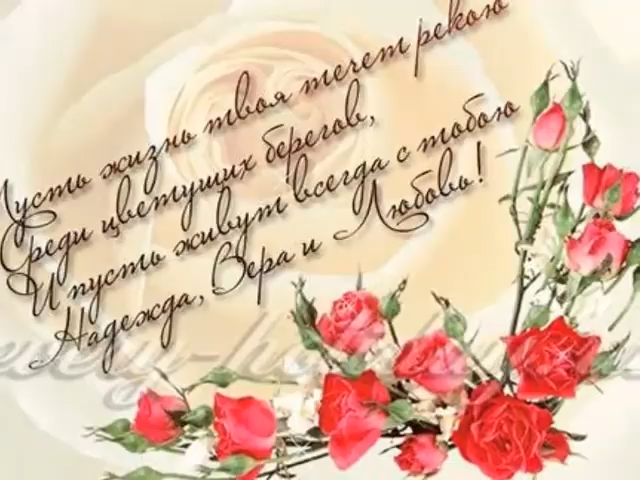 Пусть жизнь твоя течет рекою
Среди цветущих берегов,
И пусть живут всегда с тобою
Надежда, Вера и Любовь!